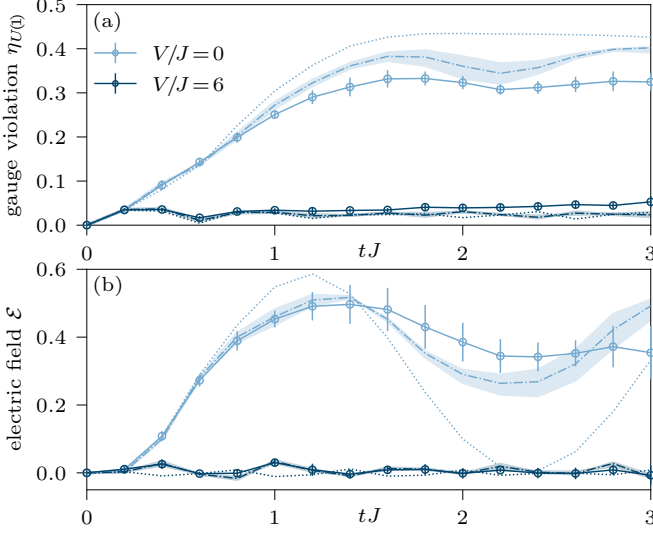 (a)
gauge violation η_{U(1)}
0.5
0.4
0.3
0.2
0.1
0.0
V/J = 0
V/J = 6
0
1
2
3
tJ
(b)
electric field ℰ
0.6
0.4
0.2
0.0
0
1
2
3
tJ